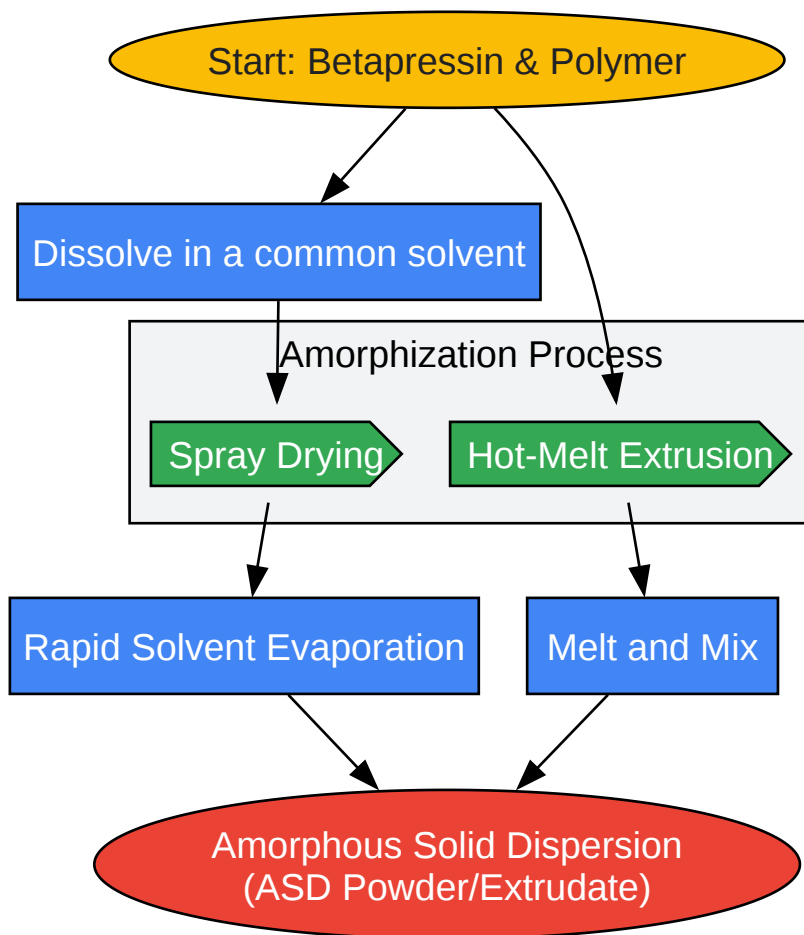 Start: Betapressin & Polymer
Dissolve in a common solvent
Amorphization Process
Spray Drying
Hot-Melt Extrusion
Rapid Solvent Evaporation
Melt and Mix
Amorphous Solid Dispersion
(ASD Powder/Extrudate)